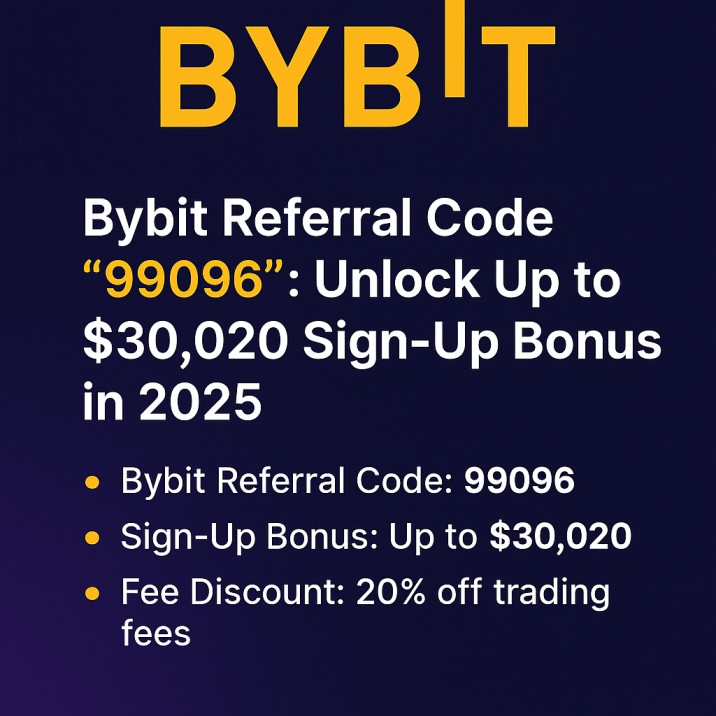 BYBIT
Bybit Referral Code
“99096”: Unlock Up to
$30,020 Sign-Up Bonus
in 2025
• Bybit Referral Code: 99096
• Sign-Up Bonus: Up to $30,020
• Fee Discount: 20% off trading
fees